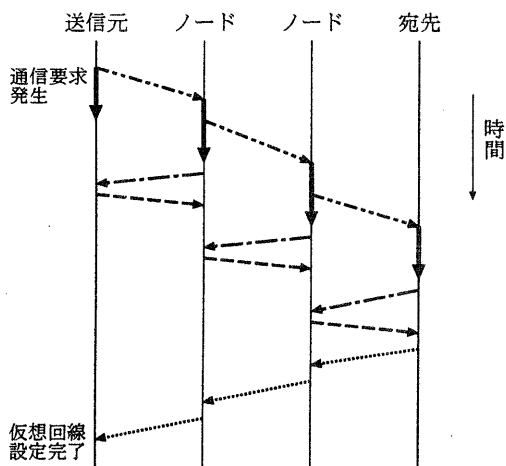 送信元
ノード
ノード
宛先
通信要求
発生
時間
仮想回線
設定完了